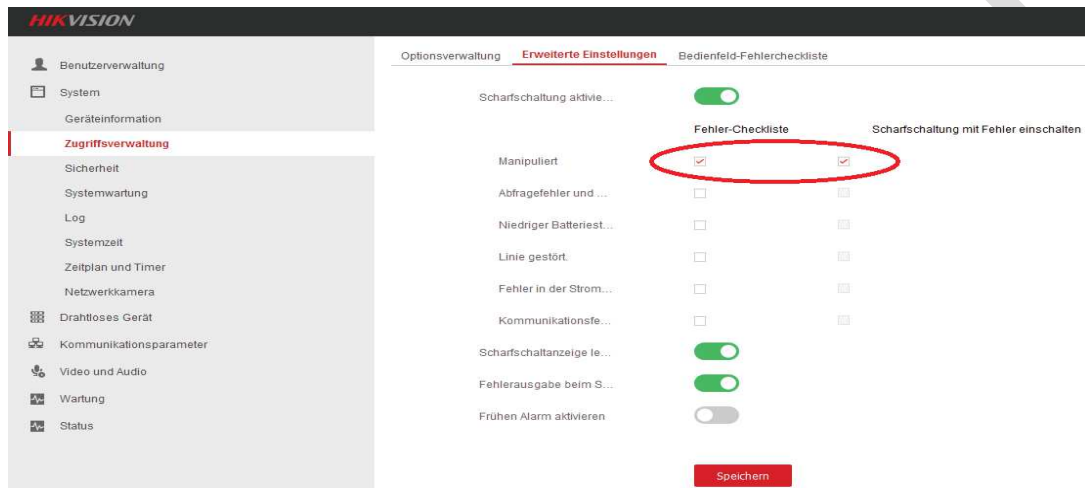 HIKVISION
Benutzerverwaltung
System
Geräteinformation
Zugriffsverwaltung
Sicherheit
Systemwartung
Log
Systemzeit
Zeitplan und Timer
Netzwerkkamera
Drahtloses Gerät
Kommunikationsparameter
Video und Audio
Wartung
Status
Optionsverwaltung Erweiterte Einstellungen Bedienfeld-Fehlercheckliste
Scharfschaltung aktivie...
Fehler-Checkliste Scharfschaltung mit Fehler einschalten
Manipuliert
Abfragefehler und ...
Niedriger Batteriest...
Linie gestört.
Fehler in der Strom...
Kommunikationsfe...
Scharfschaltanzeige le...
Fehlerausgabe beim S...
Frühen Alarm aktivieren
Speichern